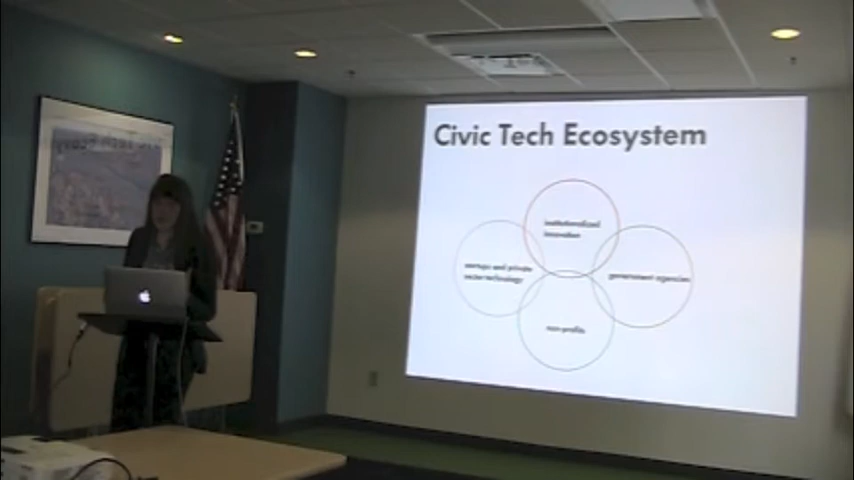 Civic Tech Ecosystem
institutionalized
innovation
startups and private
sector technology
government agencies
non-profits